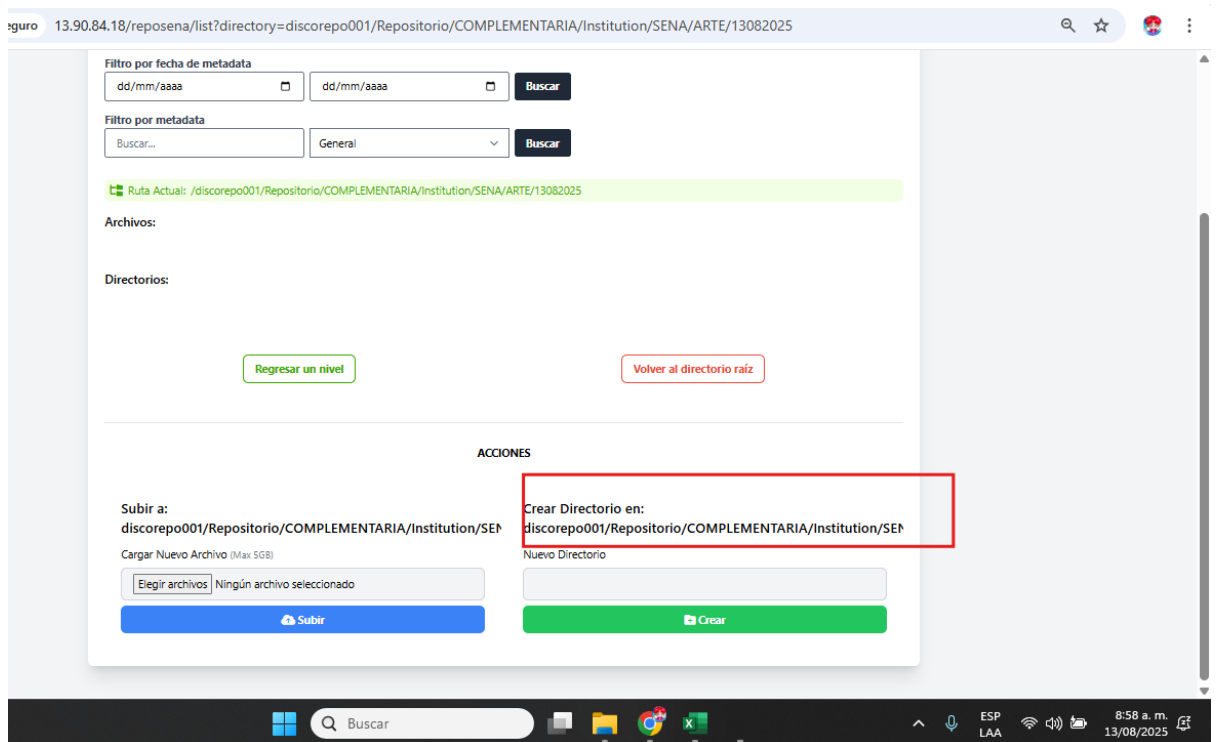 eguro 13.90.84.18/reposena/list?directory=discorepo001/Repositorio/COMPLEMENTARIA/Institution/SENA/ARTE/13082025
Filtro por fecha de metadata
dd/mm/aaaa dd/mm/aaaa Buscar
Filtro por metadata
Buscar... General Buscar
Ruta Actual: /discorepo001/Repositorio/COMPLEMENTARIA/Institution/SENA/ARTE/13082025
Archivos:
Directorios:
Regresar un nivel Volver al directorio raíz
ACCIONES
Subir a:
discorepo001/Repositorio/COMPLEMENTARIA/Institution/SEN
Cargar Nuevo Archivo (Max 5GB)
Elegir archivos Ningún archivo seleccionado
Subir
Crear Directorio en:
discorepo001/Repositorio/COMPLEMENTARIA/Institution/SEN
Nuevo Directorio
Crear
Buscar
ESP
LAA
8:58 a. m.
13/08/2025